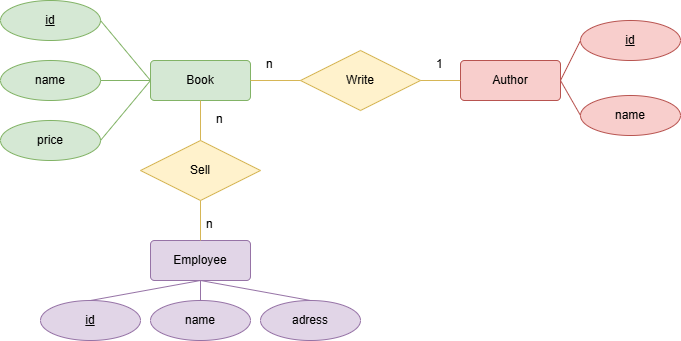 id
id
name
Book
n
Write
1
Author
name
n
price
Sell
n
Employee
id
name
adress